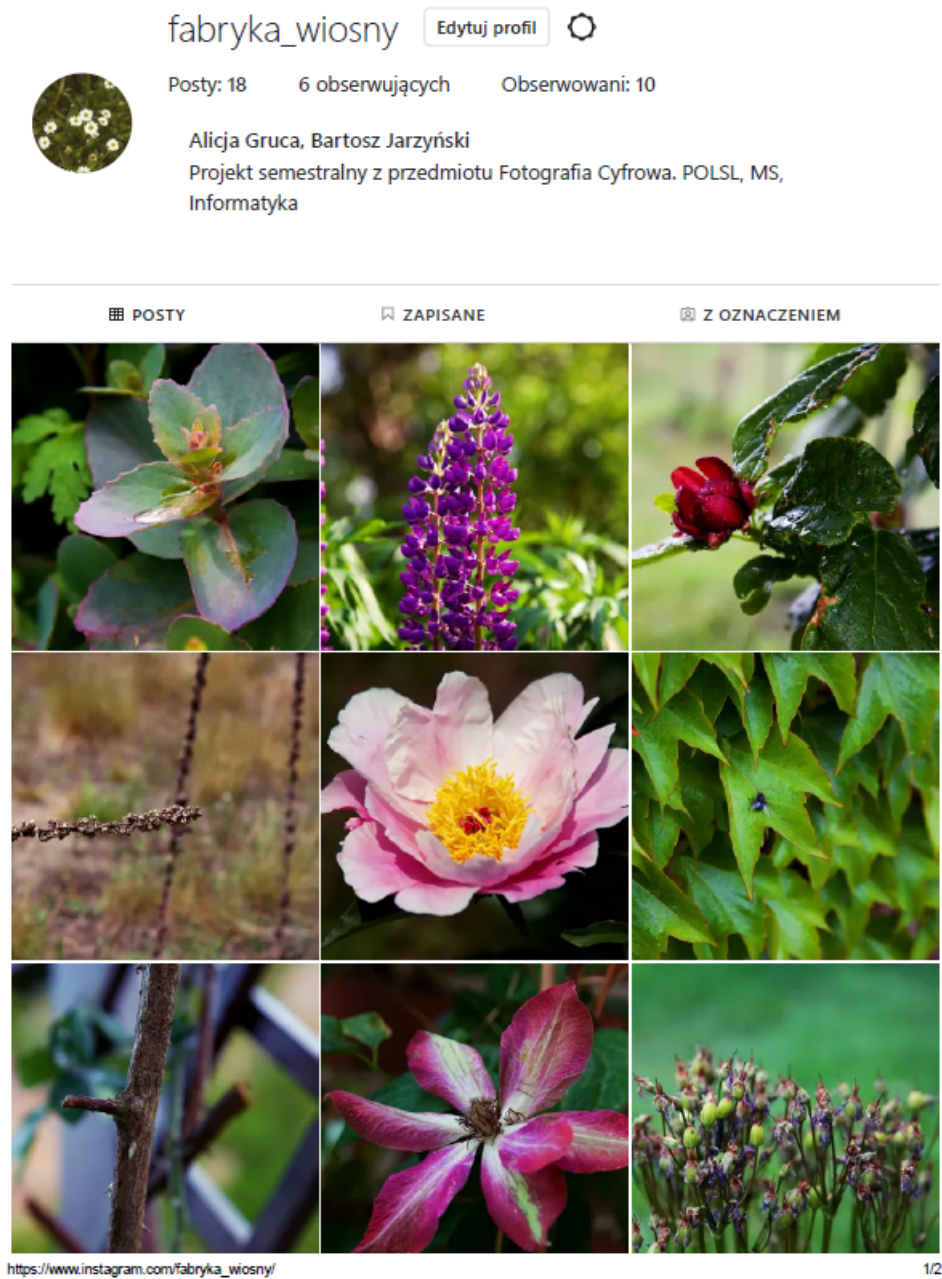 fabryka_wiosny Edytuj profil
Posty: 18 6 obserwujących Obserwowani: 10
Alicja Gruca, Bartosz Jarzyński
Projekt semestralny z przedmiotu Fotografia Cyfrowa. POLSL, MS,
Informatyka
POSTY ZAPISANE Z OZNACZENIEM
https://www.instagram.com/fabryka_wiosny/ 1/2